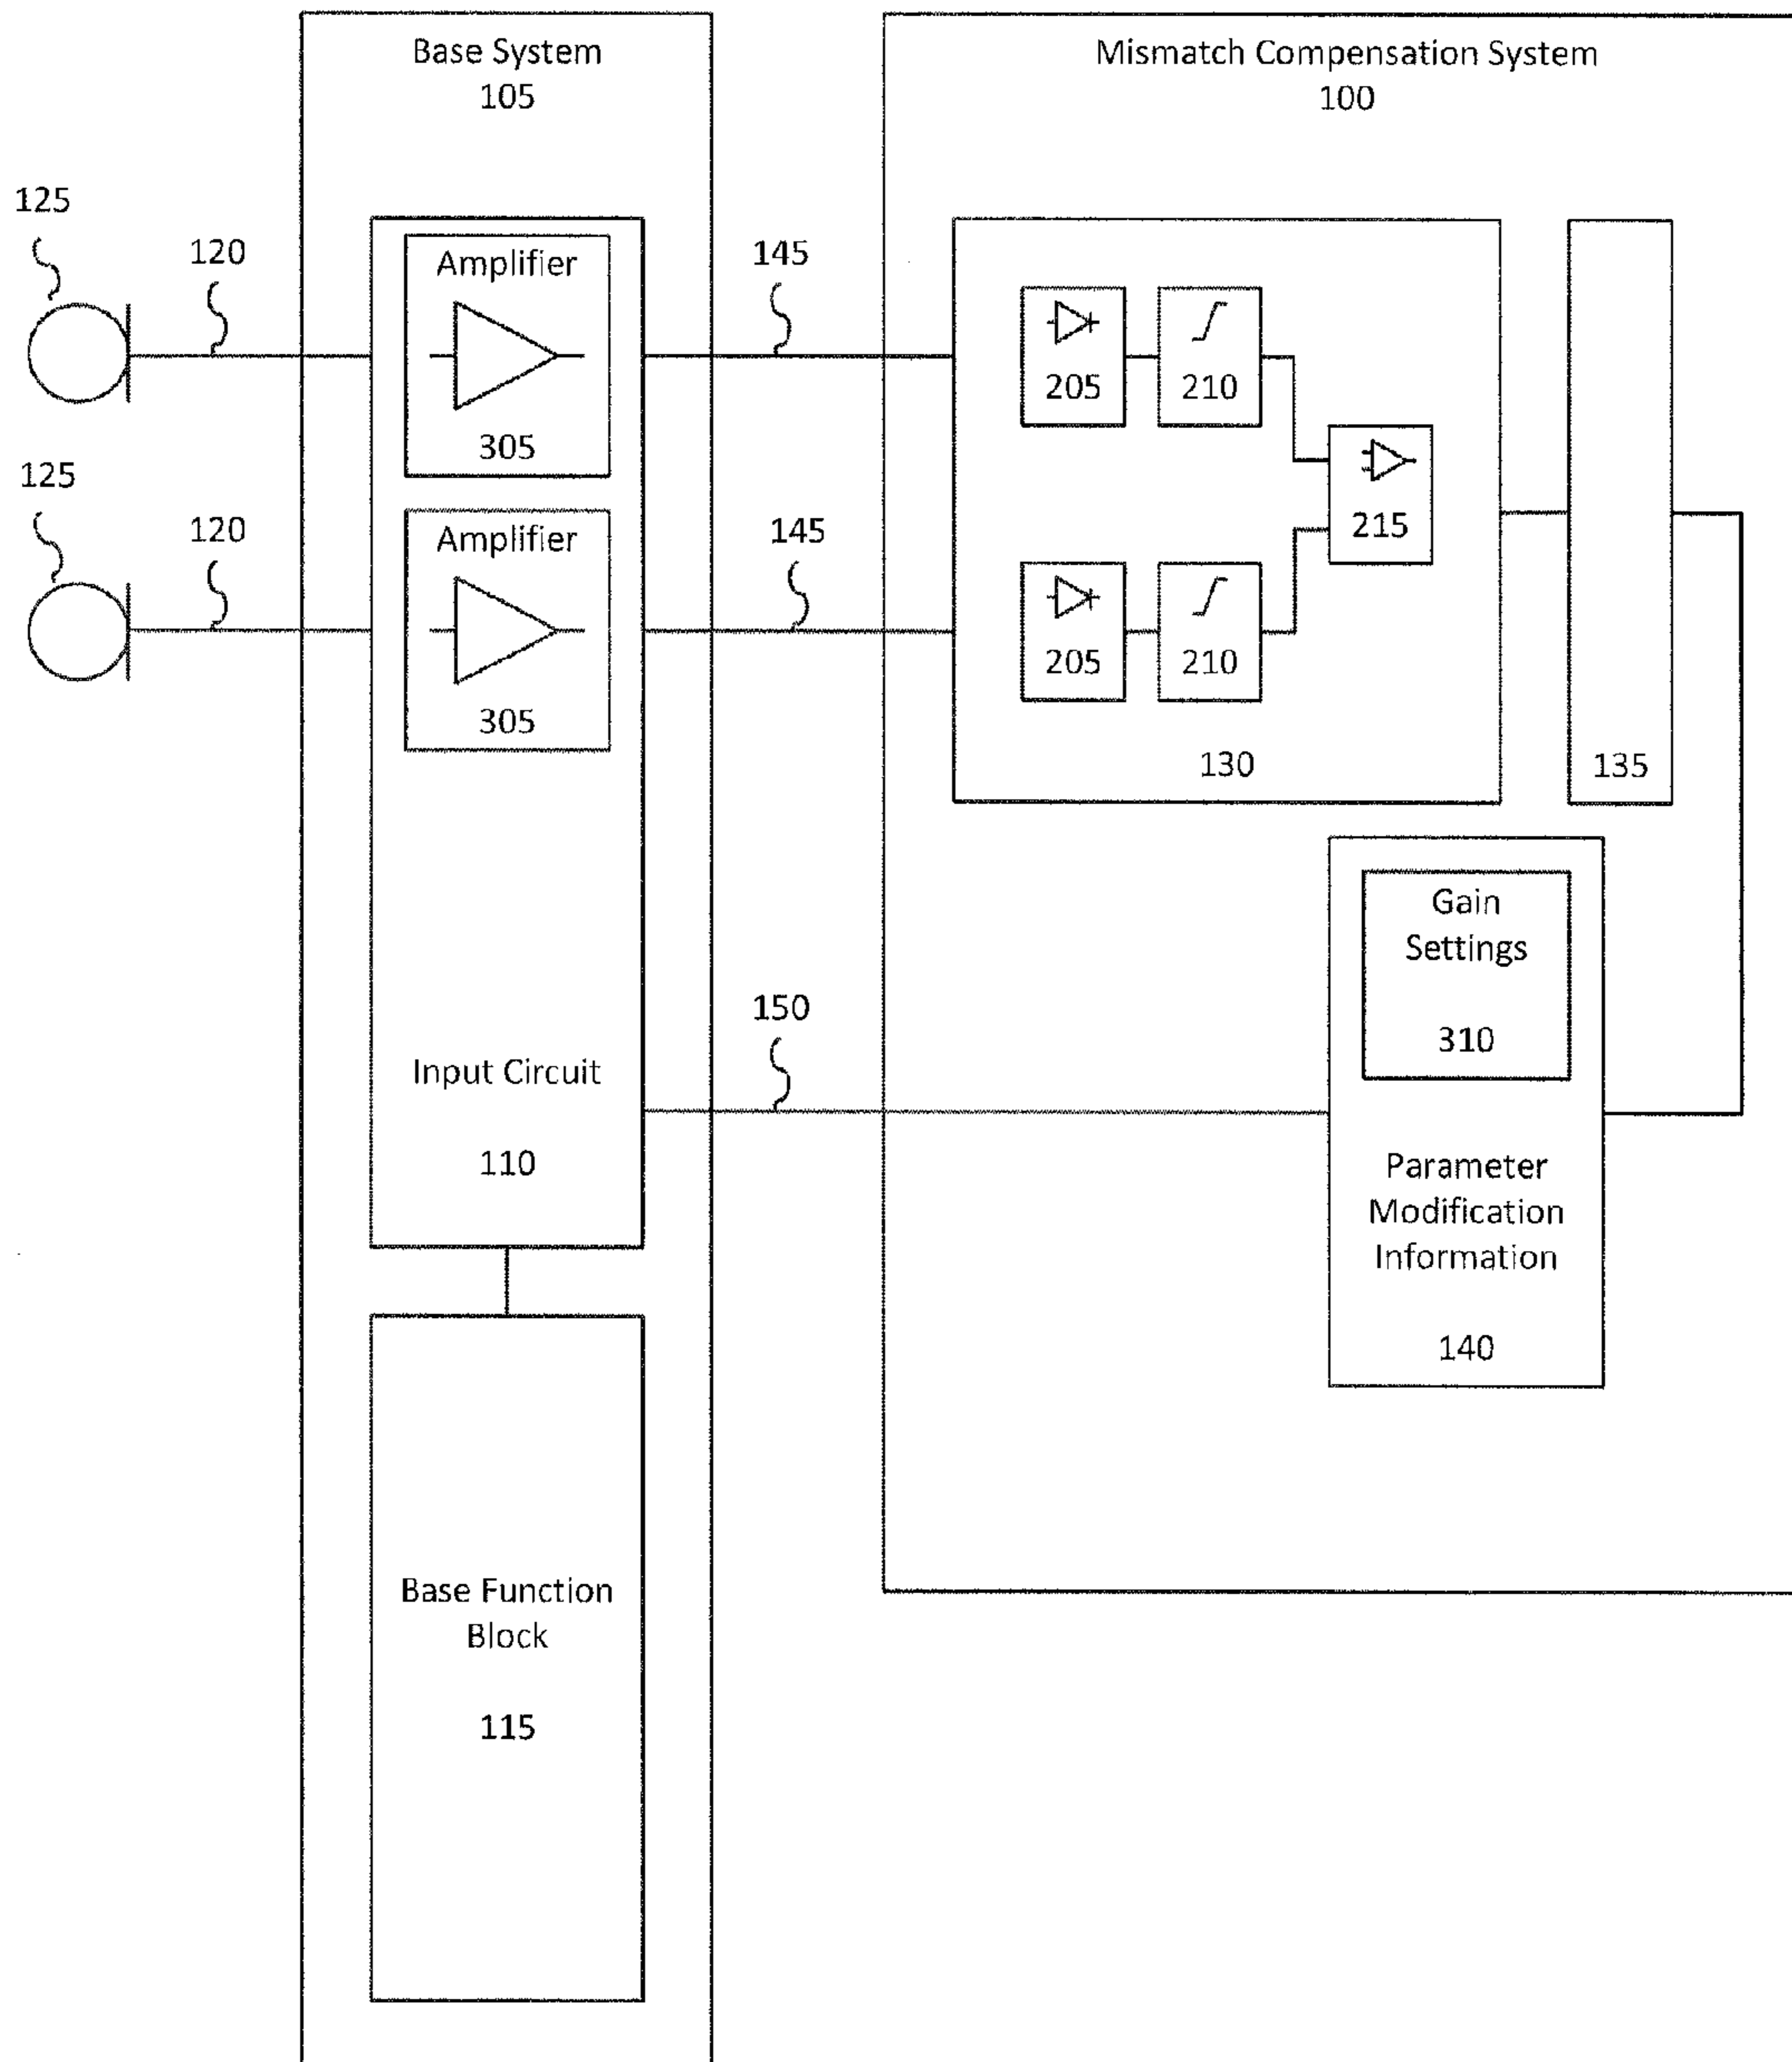 Base System
105
Mismatch Compensation System
100
125
120
Amplifier
305
145
205
210
215
125
120
Amplifier
305
145
205
210
130
135
Gain
Settings
310
150
Input Circuit
110
Parameter
Modification
Information
140
Base Function
Block
115